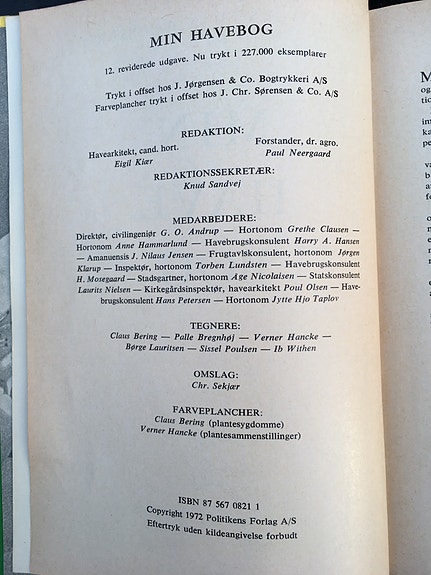 MIN HAVEBOG
12. reviderede udgave. Nu trykt i 227.000 eksemplarer
Trykt i offset hos J. Jørgensen & Co. Bogtrykkeri A/S
Farveplancher trykt i offset hos J. Chr. Sørensen & Co. A/S
REDAKTION:
Havearkitekt, cand. hort.
Eigil Kiær
Forstander, dr. agro.
Paul Neergaard
REDAKTIONSSEKRETÆR:
Knud Sandvej
MEDARBEJDERE:
Direktør, civilingeniør G. O. Andrup — Hortonom Grethe Clausen —
Hortonom Anne Hammarlund — Havebrugskonsulent Harry A. Hansen
— Amanuensis J. Nilaus Jensen — Frugtavlskonsulent, hortonom Jørgen
Klarup — Inspektør, hortonom Torben Lundsten — Havebrugskonsulent
H. Mosegaard — Stadsgartner, hortonom Age Nicolaisen — Statskonsulent
Laurits Nielsen — Kirkegårdsinspektør, havearkitekt Poul Olsen — Have-
brugskonsulent Hans Petersen — Hortonom Jytte Hjo Taplov
TEGNERE:
Claus Bering — Palle Bregnhøj — Verner Hancke —
Børge Lauritsen — Sissel Poulsen — Ib Withen
OMSLAG:
Chr. Sekjær
FARVEPLANCHER:
Claus Bering (plantesygdomme)
Verner Hancke (plantesammenstillinger)
ISBN 87 567 0821 1
Copyright 1972 Politikens Forlag A/S
Eftertryk uden kildeangivelse forbudt